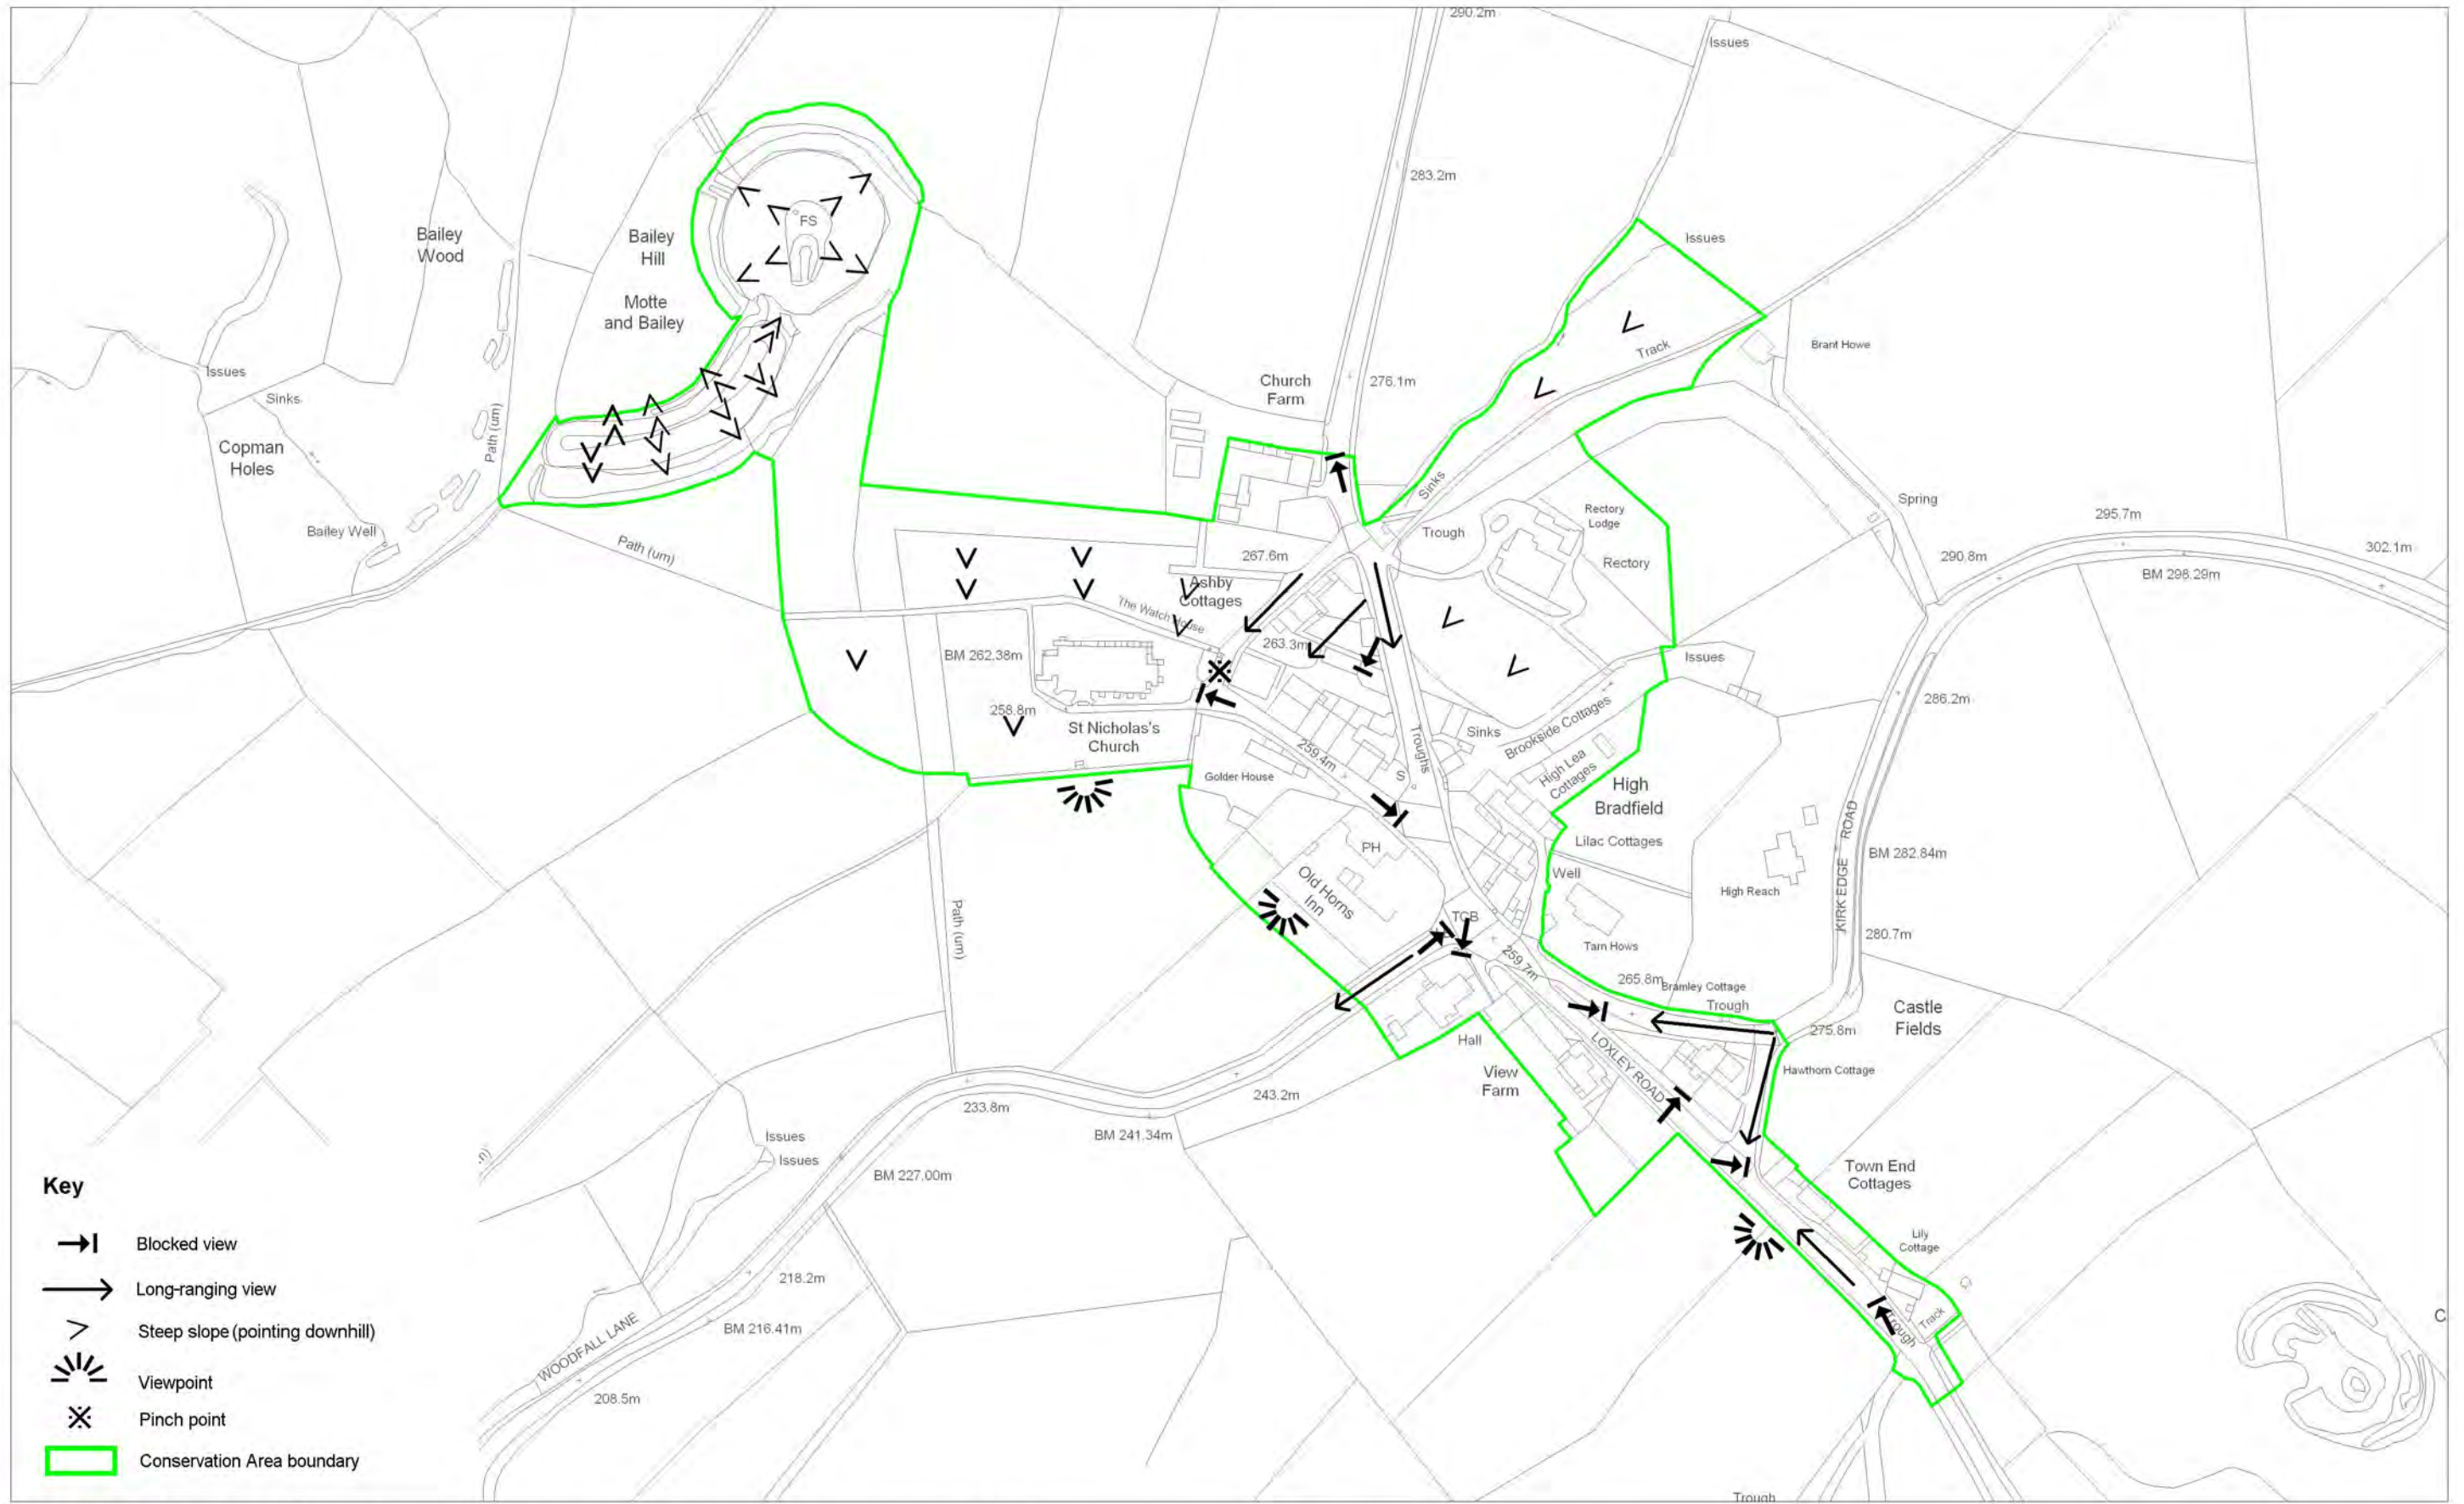 290.2m
Issues
283.2m
Bailey
Wood
Bailey
Hill
FS
Issues
Motte
and Bailey
Track
Brant Howe
Issues
Church
Farm
276.1m
Sinks
Path (um)
Copman
Holes
Sinks
Spring
Rectory
Lodge
295.7m
Bailey Well
Path (um)
267.6m
Trough
Rectory
290.8m
302.1m
BM 298.29m
Ashby
Cottages
The Watch House
263.3m
BM 262.38m
Issues
286.2m
258.8m
St Nicholas's
Church
Troughs
Sinks
Brookside Cottages
259.4m
Golder House
S
High Lea
Cottages
High
Bradfield
PH
Lilac Cottages
KIRK EDGE ROAD
BM 282.84m
Old Horns
Inn
Well
High Reach
Path (um)
TCB
Tarn Hows
280.7m
259.7m
265.8m
Bramley Cottage
Trough
Castle
Fields
275.8m
Hall
LOXLEY ROAD
View
Farm
Hawthorn Cottage
243.2m
233.8m
BM 241.34m
Issues
Issues
BM 227.00m
Town End
Cottages
Lily
Cottage
Track
Trough
218.2m
BM 216.41m
WOODFALL LANE
208.5m
C
Trough
Key
Blocked view
Long-ranging view
Steep slope (pointing downhill)
Viewpoint
Pinch point
Conservation Area boundary